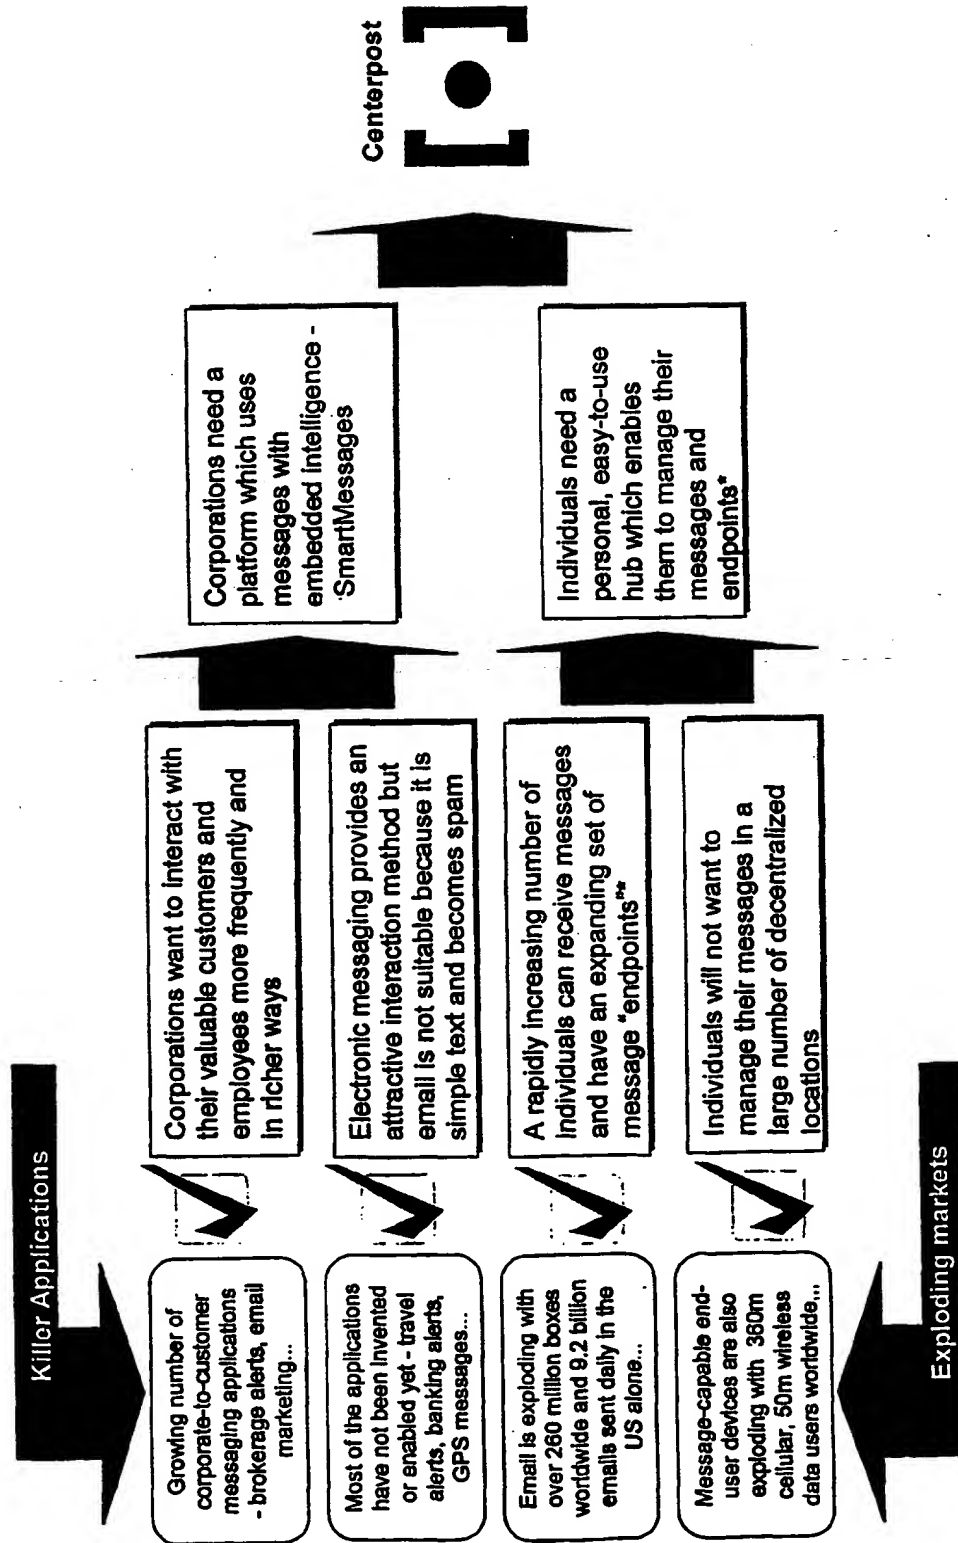 Killer Applications
Growing number of
corporate-to-customer
messaging applications
- brokerage alerts, email
marketing...
Corporations want to interact with
their valuable customers and
employees more frequently and
in richer ways
Most of the applications
have not been invented
or enabled yet - travel
alerts, banking alerts,
GPS messages...
Electronic messaging provides an
attractive interaction method but
email is not suitable because it is
simple text and becomes spam
Corporations need a
platform which uses
messages with
embedded intelligence -
SmartMessages
Email is exploding with
over 260 million boxes
worldwide and 9.2 billion
emails sent daily in the
US alone...
A rapidly increasing number of
individuals can receive messages
and have an expanding set of
message "endpoints"*
Message-capable end-
user devices are also
exploding with 360m
cellular, 50m wireless
data users worldwide...
Individuals will not want to
manage their messages in a
large number of decentralized
locations
Individuals need a
personal, easy-to-use
hub which enables
them to manage their
messages and
endpoints*
Centerpost
Exploding markets